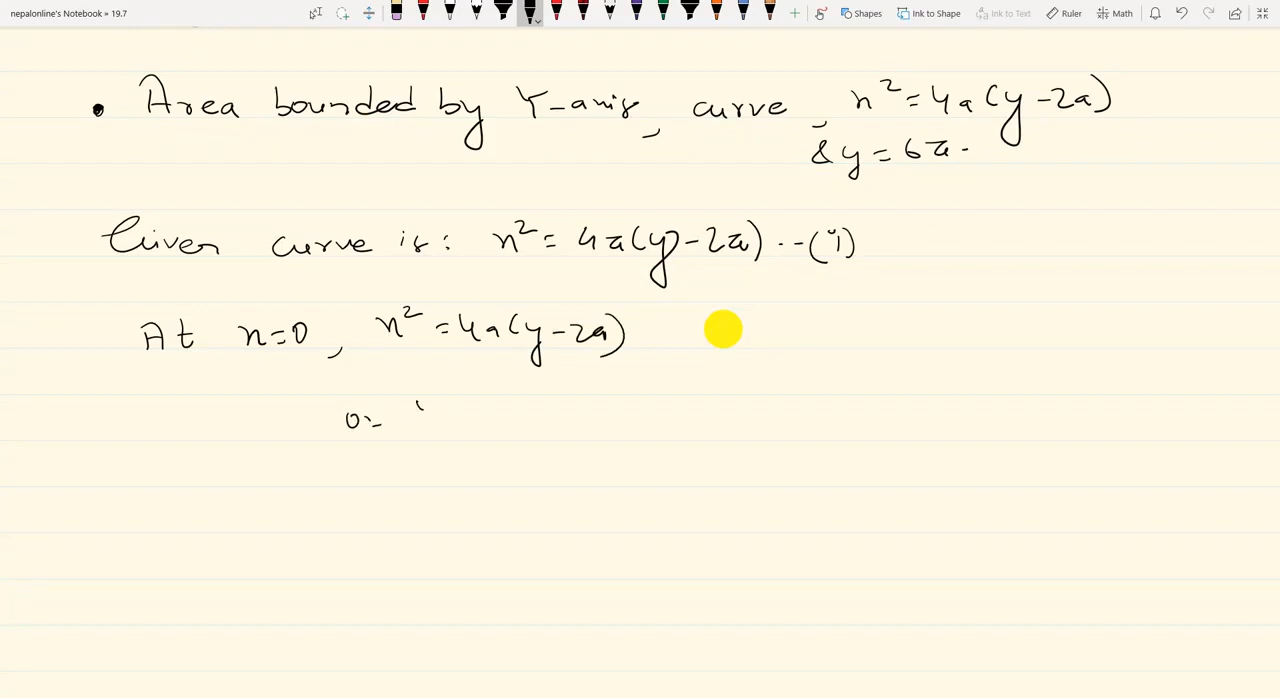 nepalonline's Notebook » 19.7
Shapes Ink to Shape Ink to Text Ruler Math
• Area bounded by Y-axis, curve, x² = 4a(y-2a)
& y = 6a.
Given curve is: x² = 4a(y-2a) ---(i)
At x=0, x² = 4a(y-2a)
0=